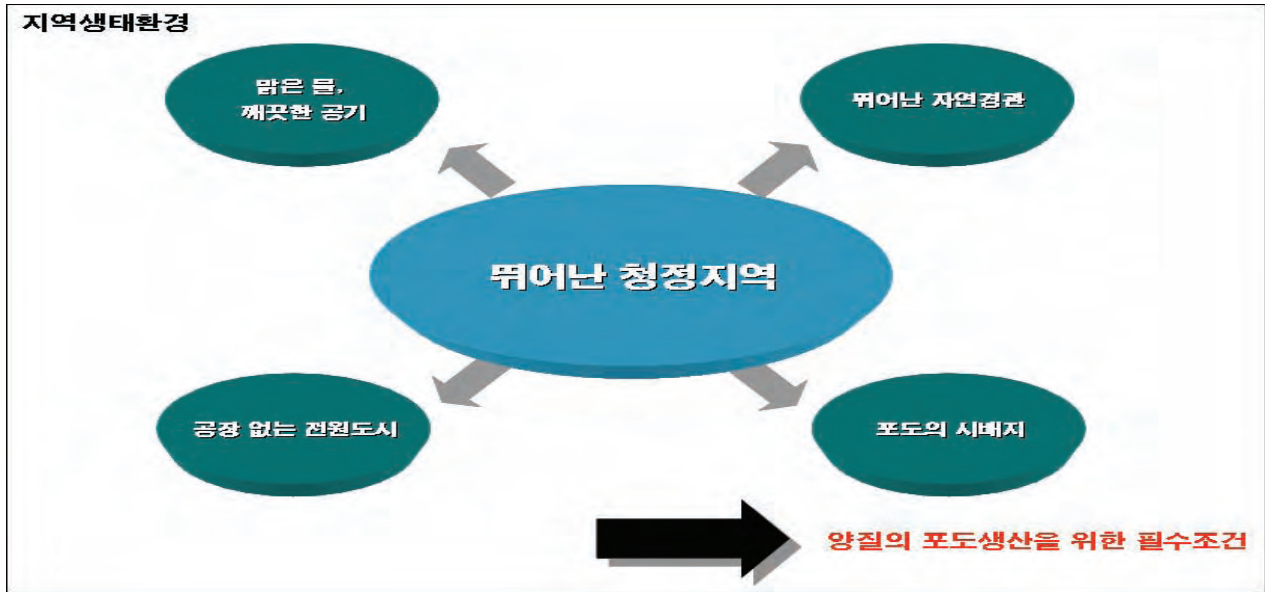 지역생태환경
맑은 물,
깨끗한 공기
뛰어난 자연경관
뛰어난 청정지역
공장 없는 전원도시
포도의 시배지
양질의 포도생산을 위한 필수조건